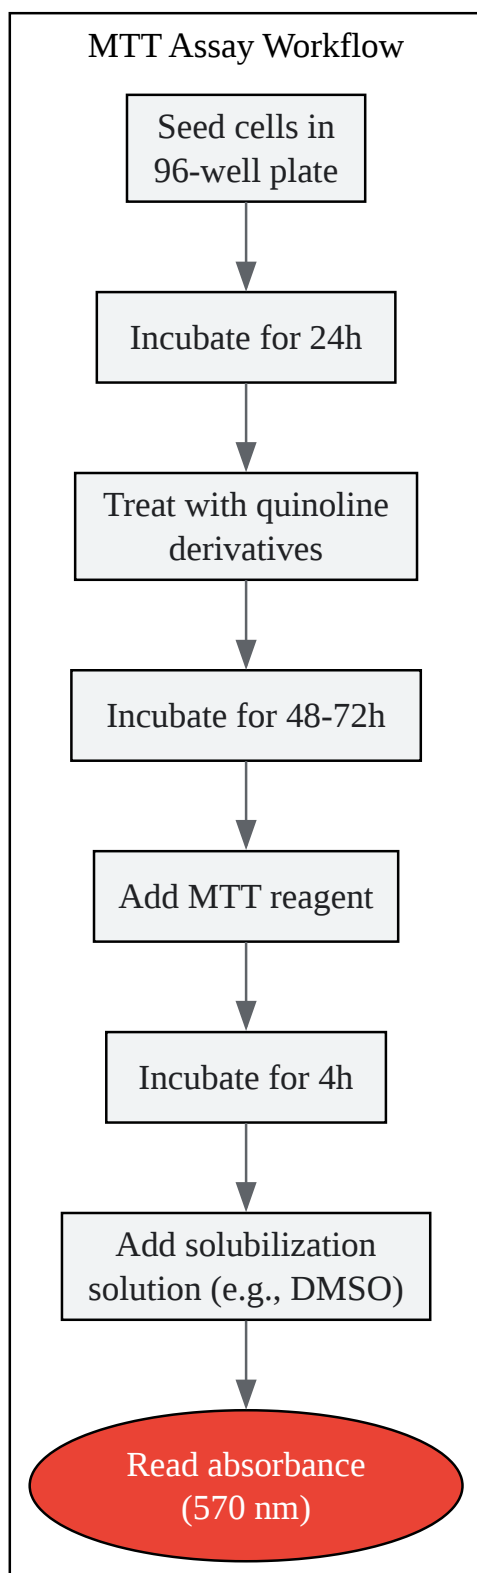 MTT Assay Workflow
Seed cells in
96-well plate
Incubate for 24h
Treat with quinoline
derivatives
Incubate for 48-72h
Add MTT reagent
Incubate for 4h
Add solubilization
solution (e.g., DMSO)
Read absorbance
(570 nm)